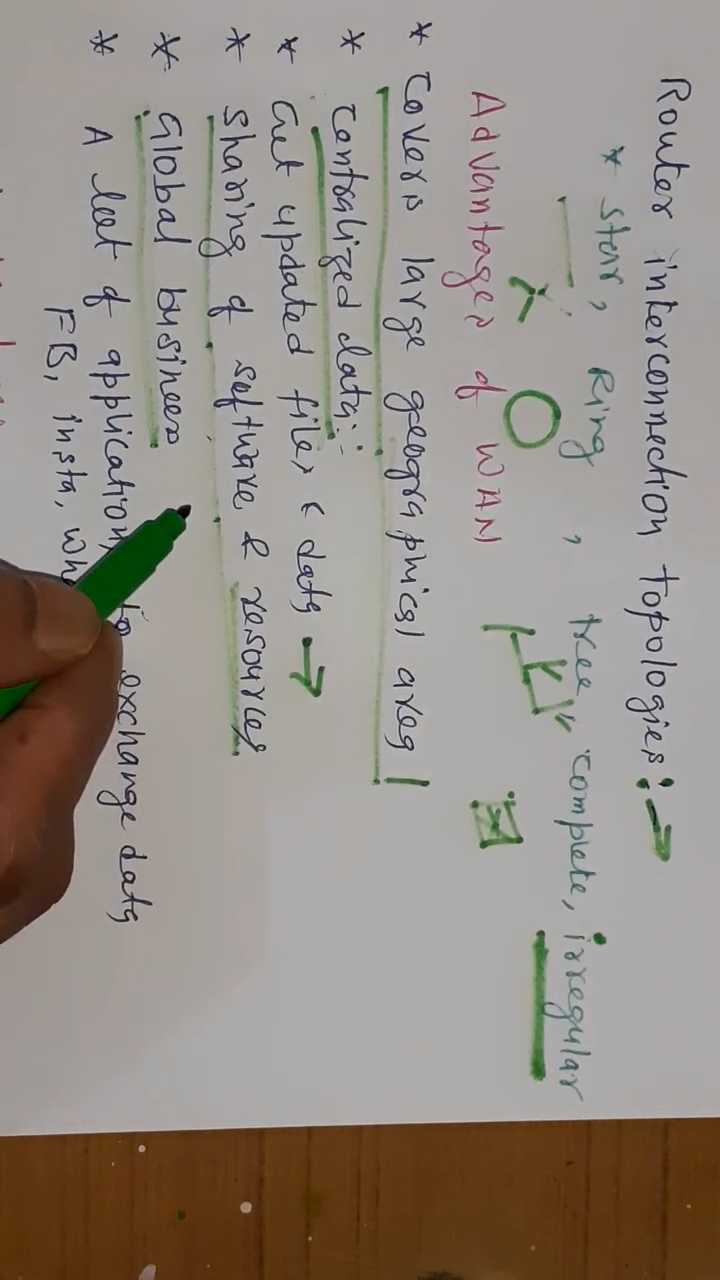 Router interconnection topologies:→
* Star, Ring, tree complete, irregular
Advantages of WAN
* Covers large geographical area
* Centralized data:-
* Get updated files & data →
* Sharing of software & resources
* Global business
* A lot of application, to exchange data
FB, insta,